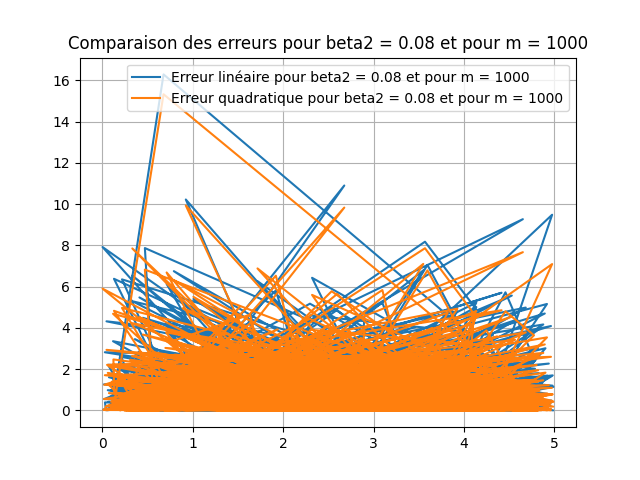 Comparaison des erreurs pour beta2 = 0.08 et pour m = 1000
Erreur linéaire pour beta2 = 0.08 et pour m = 1000
Erreur quadratique pour beta2 = 0.08 et pour m = 1000
16
14
12
10
8
6
4
2
0
0 1 2 3 4 5